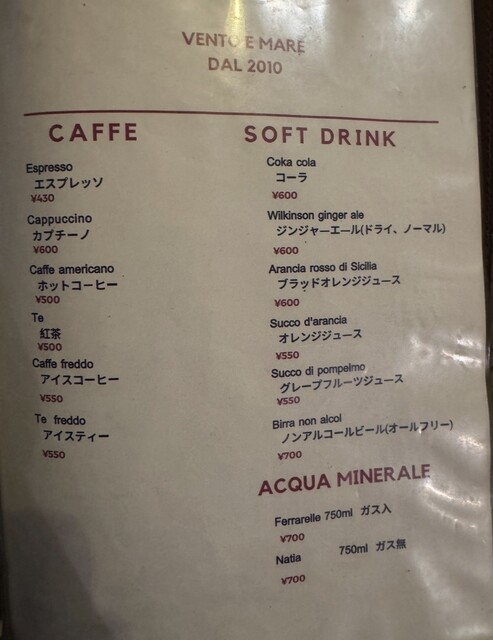 VENTO E MARE
DAL 2010
CAFFE
Espresso
エスプレッソ
¥430
Cappuccino
カプチーノ
¥600
Caffe americano
ホットコーヒー
¥500
Te
紅茶
¥500
Caffe freddo
アイスコーヒー
¥550
Te freddo
アイスティー
¥550
SOFT DRINK
Coka cola
コーラ
¥600
Wilkinson ginger ale
ジンジャーエール(ドライ、ノーマル)
¥600
Arancia rosso di Sicilia
ブラッドオレンジジュース
¥600
Succo d'arancia
オレンジジュース
¥550
Succo di pompelmo
グレープフルーツジュース
¥550
Birra non alcol
ノンアルコールビール(オールフリー)
¥700
ACQUA MINERALE
Ferrarelle 750ml ガス入
¥700
Natia 750ml ガス無
¥700